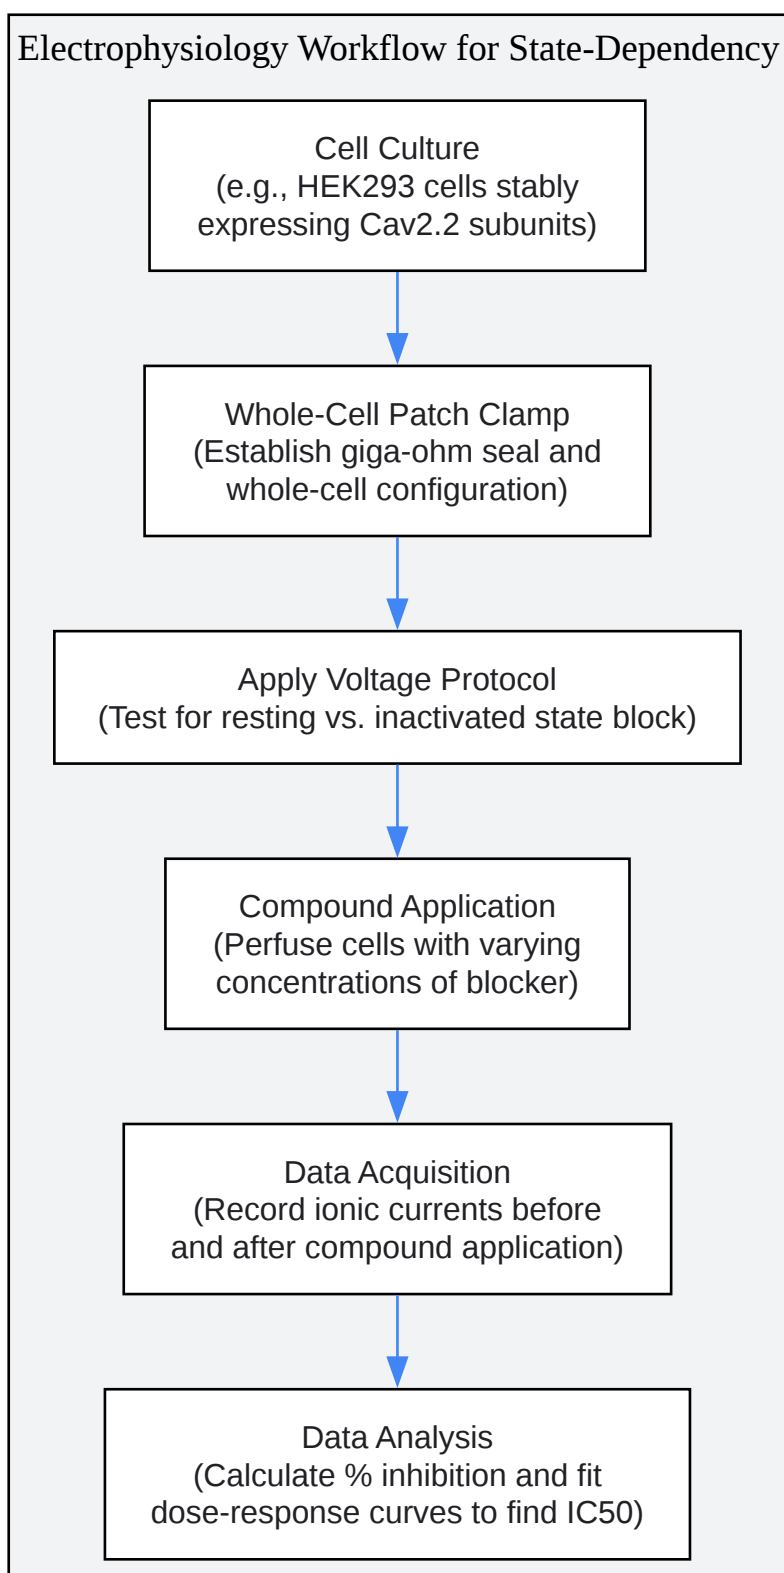 Electrophysiology Workflow for State-Dependency
Cell Culture
(e.g., HEK293 cells stably
expressing Cav2.2 subunits)
Whole-Cell Patch Clamp
(Establish giga-ohm seal and
whole-cell configuration)
Apply Voltage Protocol
(Test for resting vs. inactivated state block)
Compound Application
(Perfuse cells with varying
concentrations of blocker)
Data Acquisition
(Record ionic currents before
and after compound application)
Data Analysis
(Calculate % inhibition and fit
dose-response curves to find IC50)